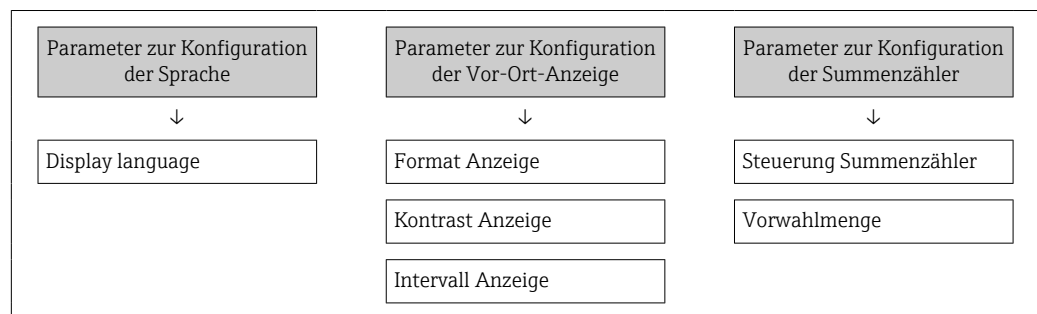 Parameter zur Konfiguration
der Sprache
↓
Display language
Parameter zur Konfiguration
der Vor-Ort-Anzeige
↓
Format Anzeige
Kontrast Anzeige
Intervall Anzeige
Parameter zur Konfiguration
der Summenzähler
↓
Steuerung Summenzähler
Vorwahlmenge